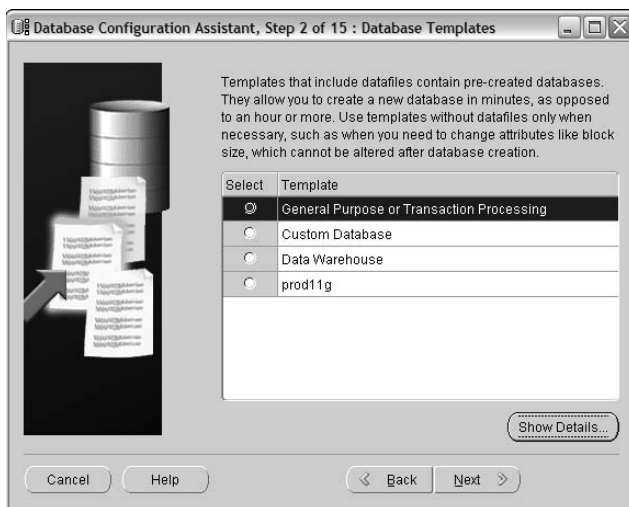 Database Configuration Assistant, Step 2 of 15 : Database Templates
Templates that include datafiles contain pre-created databases.
They allow you to create a new database in minutes, as opposed
to an hour or more. Use templates without datafiles only when
necessary, such as when you need to change attributes like block
size, which cannot be altered after database creation.
Select Template
General Purpose or Transaction Processing
Custom Database
Data Warehouse
prod11g
Show Details...
Cancel Help Back Next